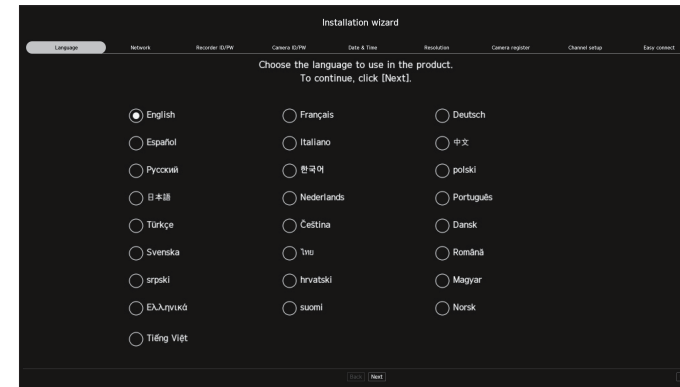 Installation wizard
Language Network Recorder ID/PW Camera ID/PW Date & Time Resolution Camera register Channel setup Easy connect
Choose the language to use in the product.
To continue, click [Next].
English Français Deutsch
Español Italiano 中文
Русский 한국어 polski
日本語 Nederlands Português
Türkçe Čeština Dansk
Svenska ไทย Română
srpski hrvatski Magyar
Ελληνικά suomi Norsk
Tiếng Việt
Back Next